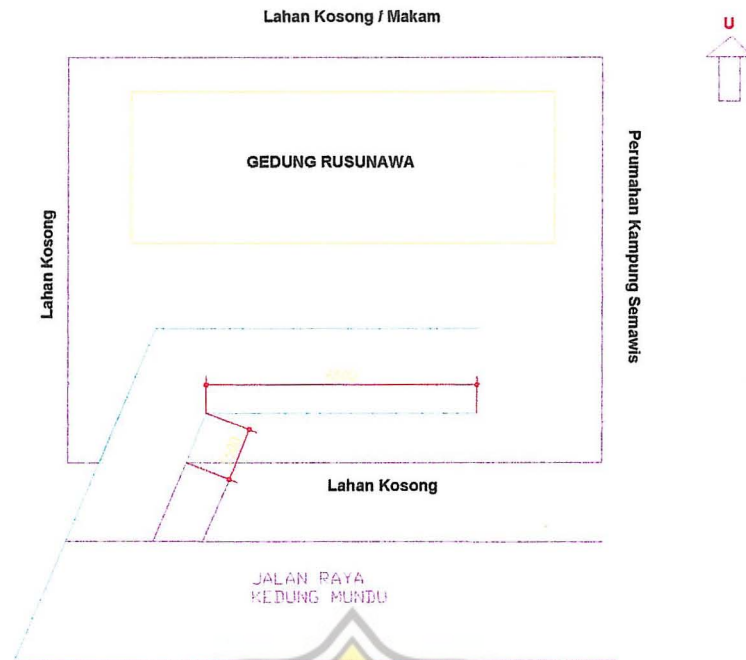 Lahan Kosong / Makam
U
GEDUNG RUSUNAWA
Lahan Kosong
Perumahan Kampung Semawis
Lahan Kosong
JALAN RAYA
KEDUNG MUNDU